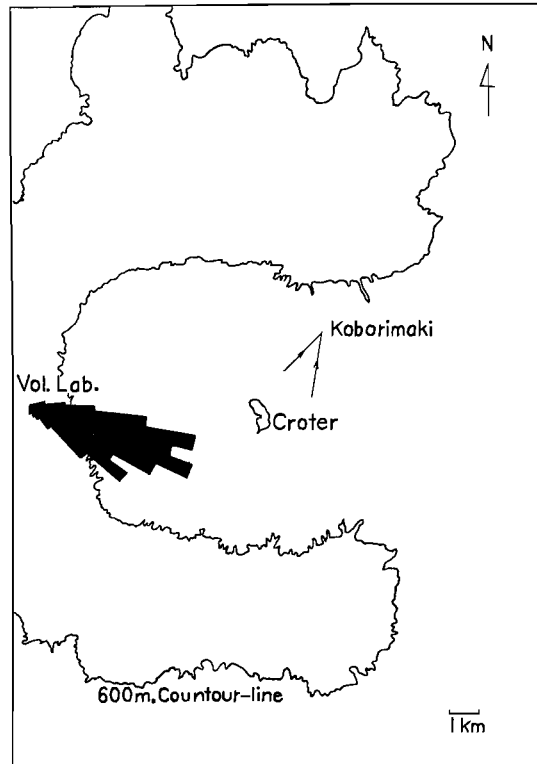 N
Koborimaki
Vol. Lab.
Croter
600m. Countour-line
1 km